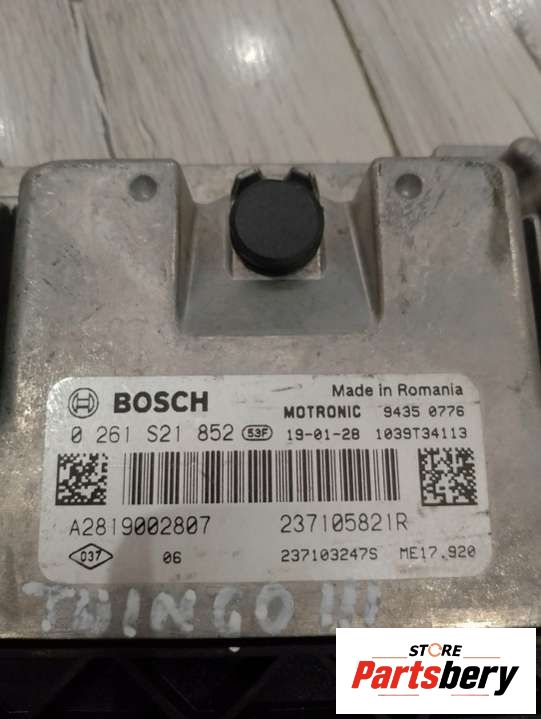 BOSCH
Made in Romania
MOTRONIC 9435 0776
0 261 S21 852 53F 19-01-28 1039T34113
A2819002807 237105821R
D37 06 237103247S ME17.920
TWINGO III
STORE
Partsbery